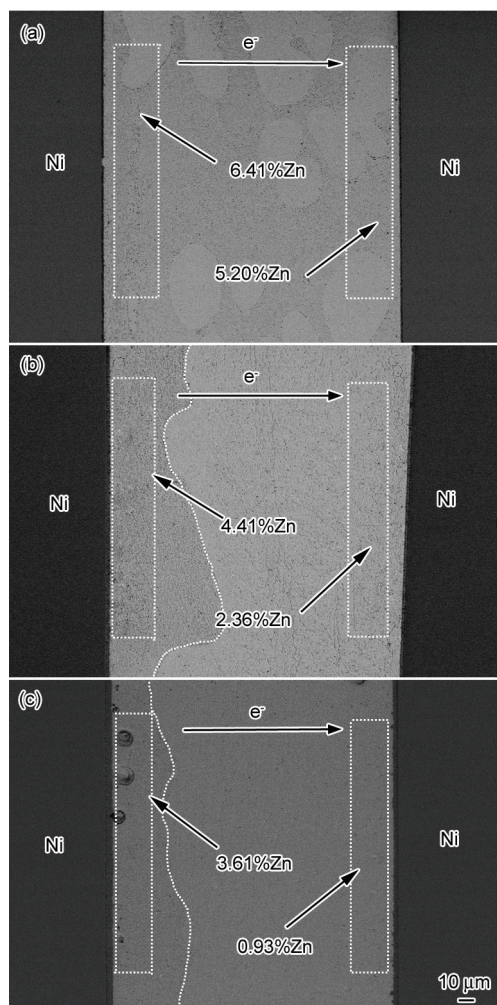 (a)
e-
Ni
6.41%Zn
Ni
5.20%Zn
(b)
e-
Ni
4.41%Zn
Ni
2.36%Zn
(c)
e-
Ni
3.61%Zn
Ni
0.93%Zn
10 μm